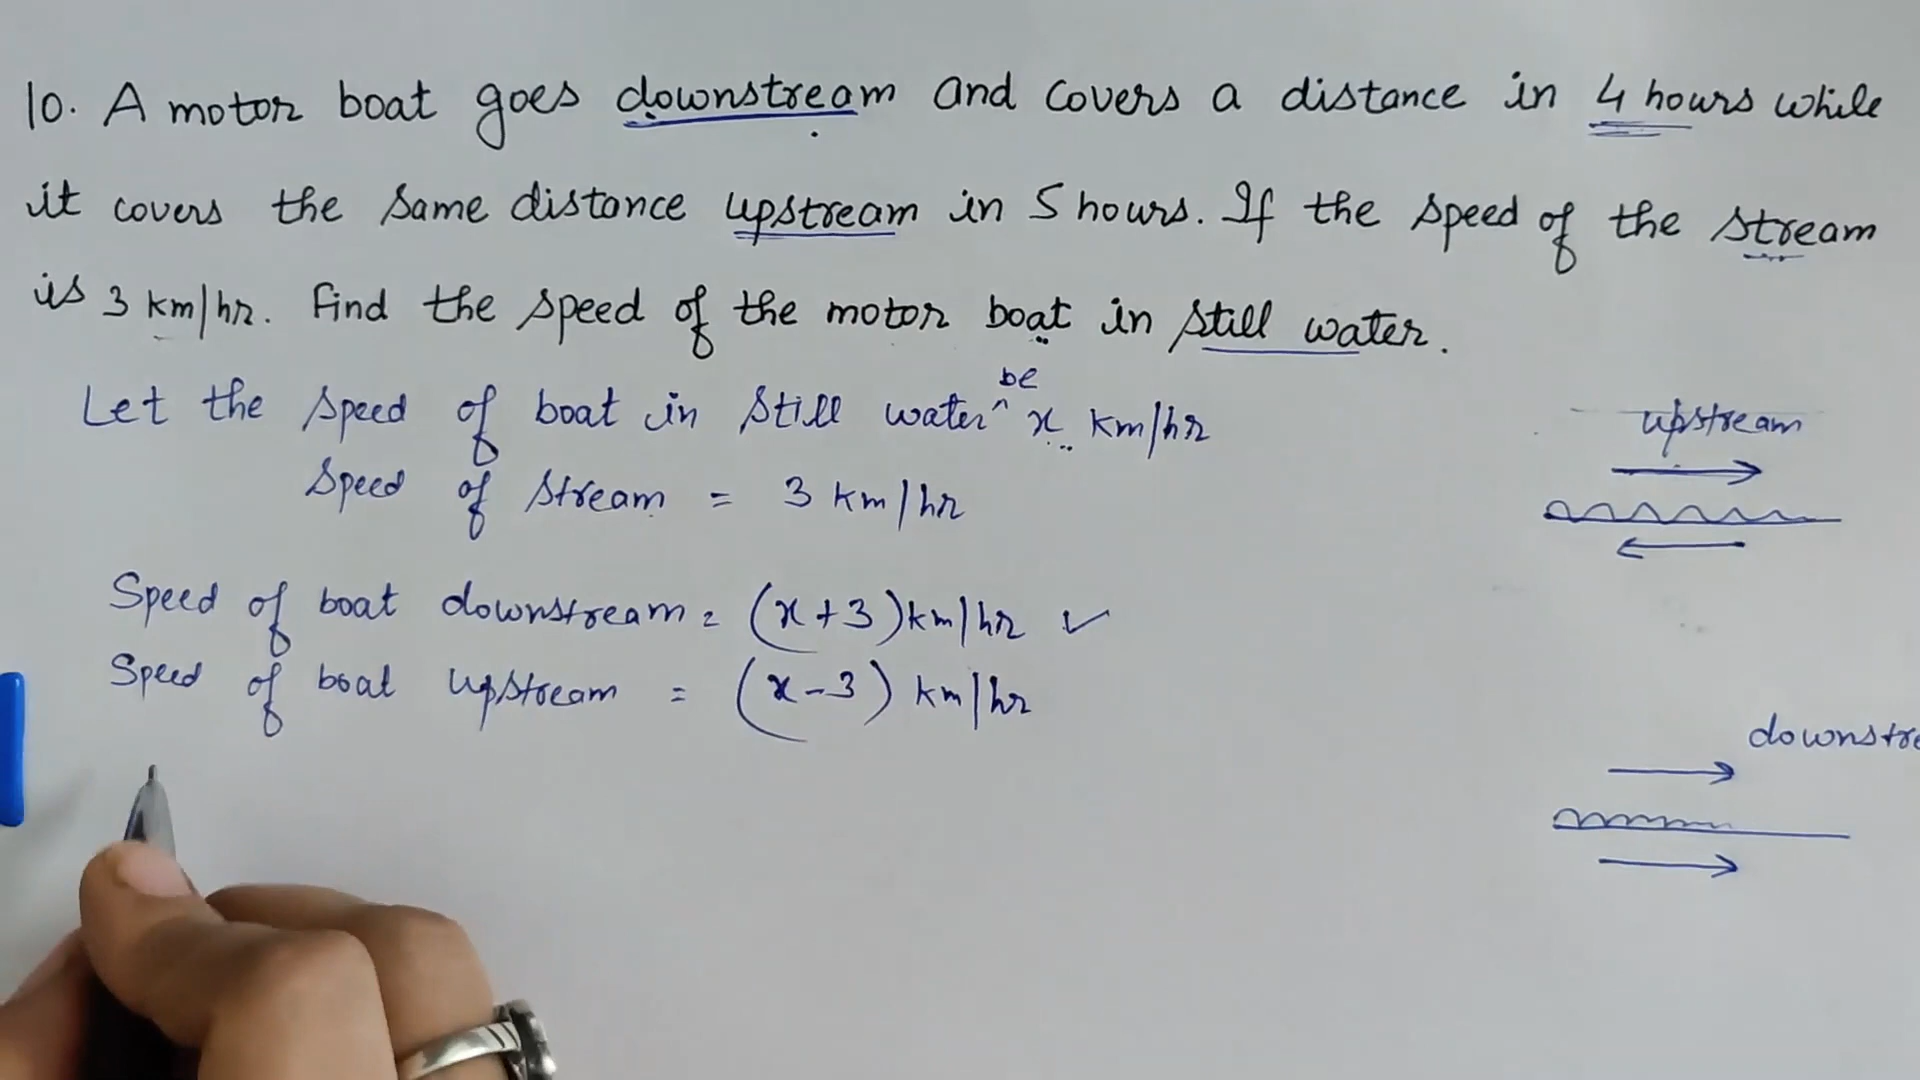 10. A motor boat goes downstream and covers a distance in 4 hours while
it covers the same distance upstream in 5 hours. If the speed of the stream
is 3 km/hr. Find the speed of the motor boat in still water.
Let the speed of boat in still water ^ be x km/hr
Speed of stream = 3 km/hr
Speed of boat downstream = (x+3) km/hr ✓
Speed of boat upstream = (x-3) km/hr
upstream
downstre